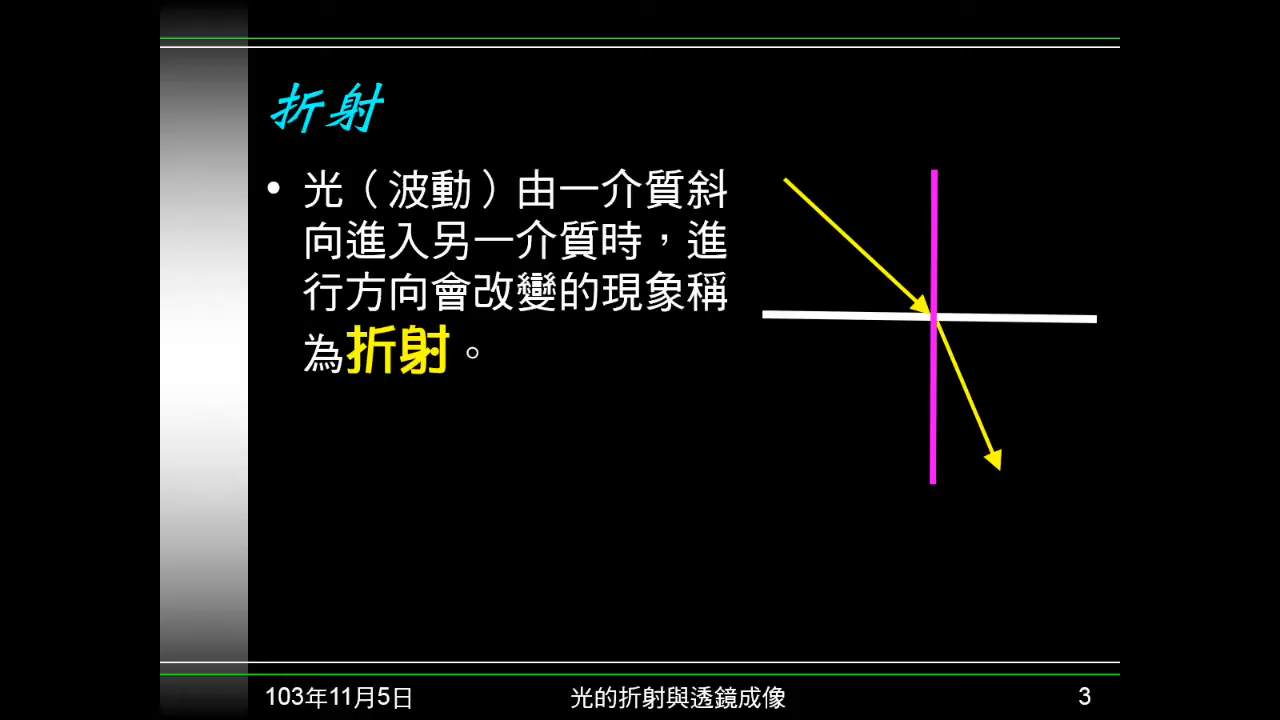 折射
• 光（波動）由一介質斜
向進入另一介質時，進
行方向會改變的現象稱
為折射。
103年11月5日
光的折射與透鏡成像
3